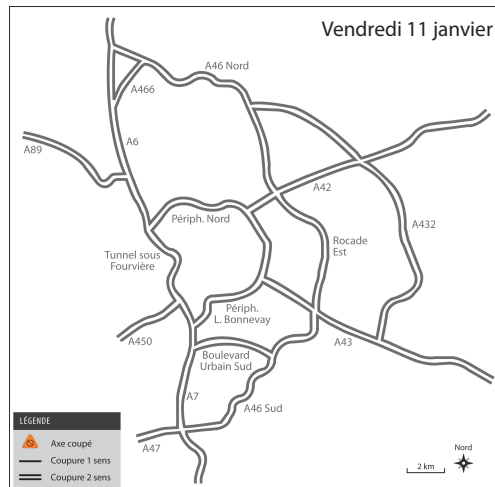 Vendredi 11 janvier
A46 Nord
A466
A6
A89
A42
Périph. Nord
A432
Tunnel sous
Fourvière
Rocade
Est
Périph.
L. Bonnevay
A450
A43
Boulevard
Urbain Sud
A7
A46 Sud
A47
LÉGENDE
Axe coupé
Coupure 1 sens
Coupure 2 sens
2 km
Nord